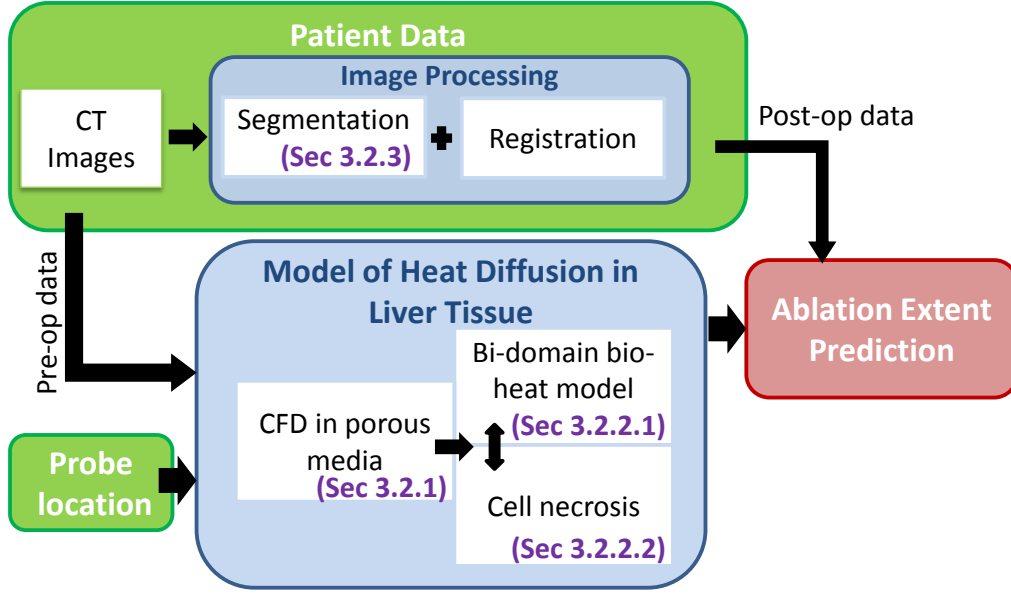 Patient Data
Image Processing
CT
Images
Segmentation
(Sec 3.2.3)
Registration
Post-op data
Pre-op data
Model of Heat Diffusion in
Liver Tissue
Bi-domain bio-
heat model
(Sec 3.2.2.1)
CFD in porous
media
(Sec 3.2.1)
Cell necrosis
(Sec 3.2.2.2)
Probe
location
Ablation Extent
Prediction